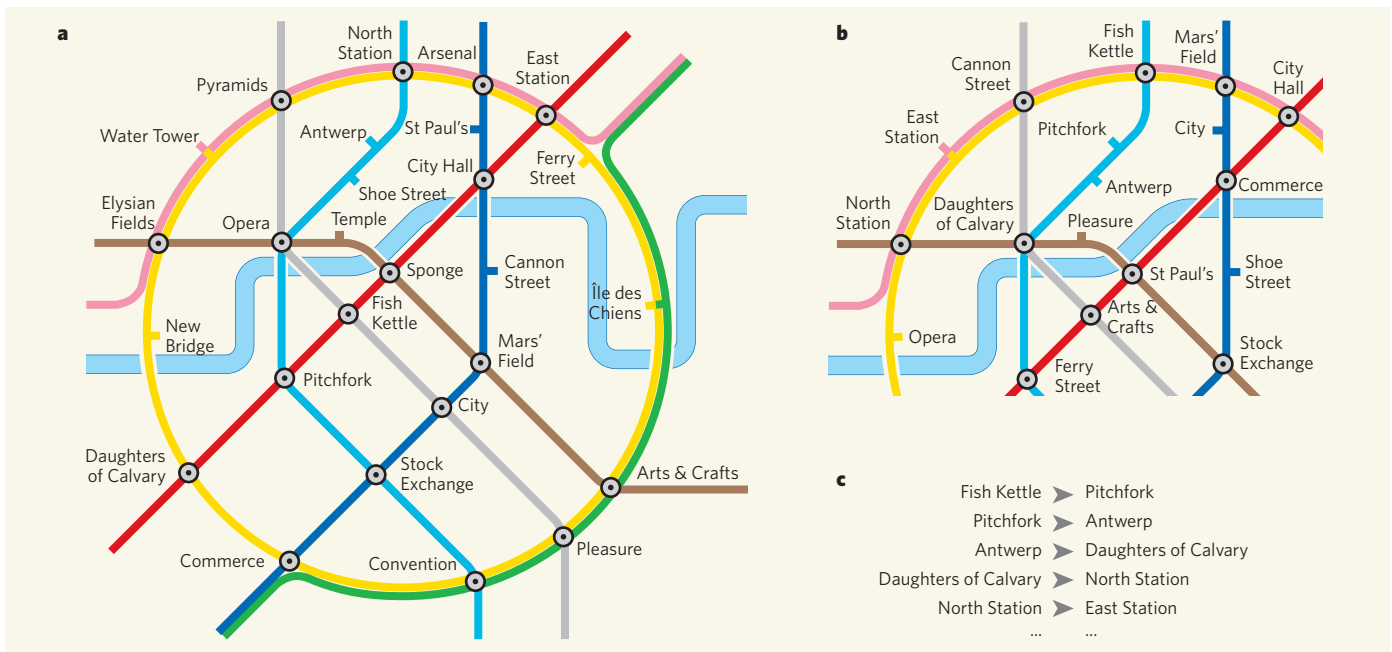 a
North
Station
Arsenal
East
Station
Pyramids
Water Tower
Antwerp
St Paul's
Ferry
Street
City Hall
Shoe Street
Elysian
Fields
Opera
Temple
Sponge
Cannon
Street
Île des
Chiens
Fish
Kettle
New
Bridge
Mars'
Field
Pitchfork
City
Daughters
of Calvary
Stock
Exchange
Arts & Crafts
Commerce
Convention
Pleasure
b
Fish
Kettle
Mars'
Field
Cannon
Street
City
Hall
East
Station
Pitchfork
City
Antwerp
Commerce
North
Station
Daughters
of Calvary
Pleasure
St Paul's
Shoe
Street
Arts &
Crafts
Opera
Stock
Exchange
Ferry
Street
c
Fish Kettle ➤ Pitchfork
Pitchfork ➤ Antwerp
Antwerp ➤ Daughters of Calvary
Daughters of Calvary ➤ North Station
North Station ➤ East Station
... ...